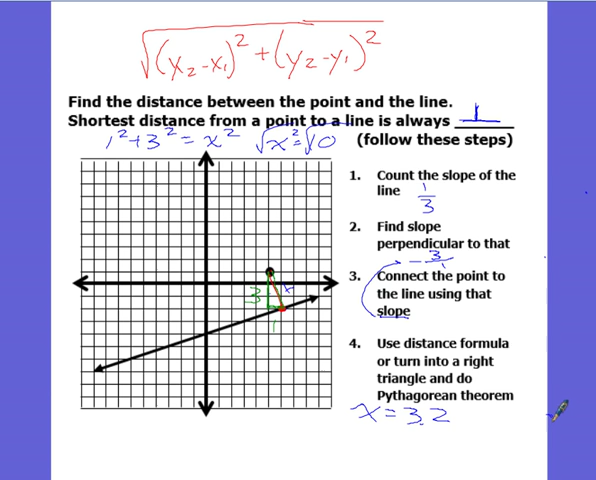 √(x₂-x₁)² + (y₂-y₁)²
Find the distance between the point and the line.
Shortest distance from a point to a line is always ⊥
1² + 3² = x² √x² = √10
(follow these steps)
1. Count the slope of the
line 1/3
2. Find slope
perpendicular to that
-3/1
3. Connect the point to
the line using that
slope
4. Use distance formula
or turn into a right
triangle and do
Pythagorean theorem
x = 3.2
3 x
1